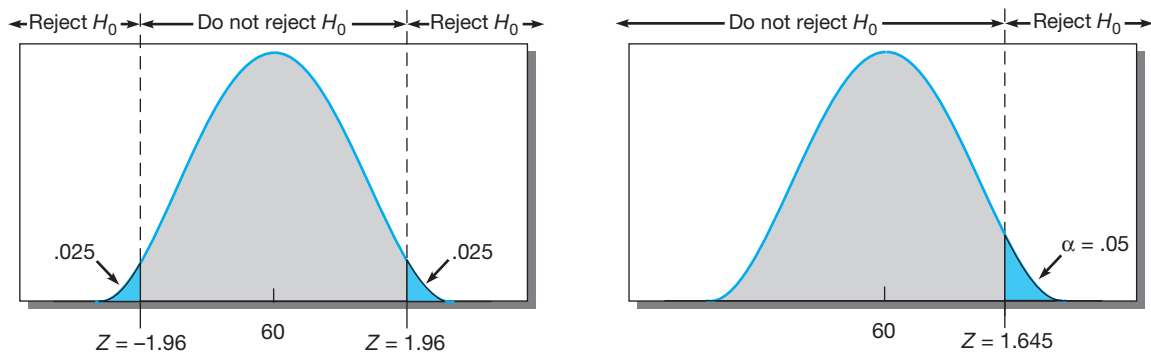 Reject H0 Do not reject H0 Reject H0
.025 .025
60
Z = –1.96 Z = 1.96
Do not reject H0 Reject H0
α = .05
60
Z = 1.645